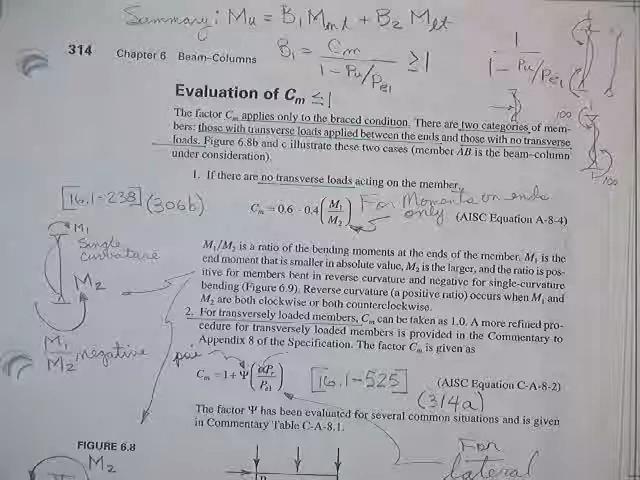 Summary: Mu = B1 Mnt + B2 Mlt
314 Chapter 6 Beam-Columns
B1 = Cm / 1 - Pu/Pe1 ≥ 1
1 / 1 - Pu/Pe1
100
100
Evaluation of Cm ≤ 1
The factor Cm applies only to the braced condition. There are two categories of mem-
bers: those with transverse loads applied between the ends and those with no transverse
loads. Figure 6.8b and c illustrate these two cases (member AB is the beam-column
under consideration).
1. If there are no transverse loads acting on the member,
[16.1-238] (306b)
For Moments on ends
only
Cm = 0.6 - 0.4 (M1/M2) (AISC Equation A-8-4)
M1
Single
curvature
M2
M1/M2 negative
M1/M2 is a ratio of the bending moments at the ends of the member. M1 is the
end moment that is smaller in absolute value, M2 is the larger, and the ratio is pos-
itive for members bent in reverse curvature and negative for single-curvature
bending (Figure 6.9). Reverse curvature (a positive ratio) occurs when M1 and
M2 are both clockwise or both counterclockwise.
2. For transversely loaded members, Cm can be taken as 1.0. A more refined pro-
cedure for transversely loaded members is provided in the Commentary to
Appendix 8 of the Specification. The factor Cm is given as
Cm = 1 + Ψ (αPr/Pe1) [16.1-525] (AISC Equation C-A-8-2)
(314a)
The factor Ψ has been evaluated for several common situations and is given
in Commentary Table C-A-8.1.
FIGURE 6.8
M2
For
lateral